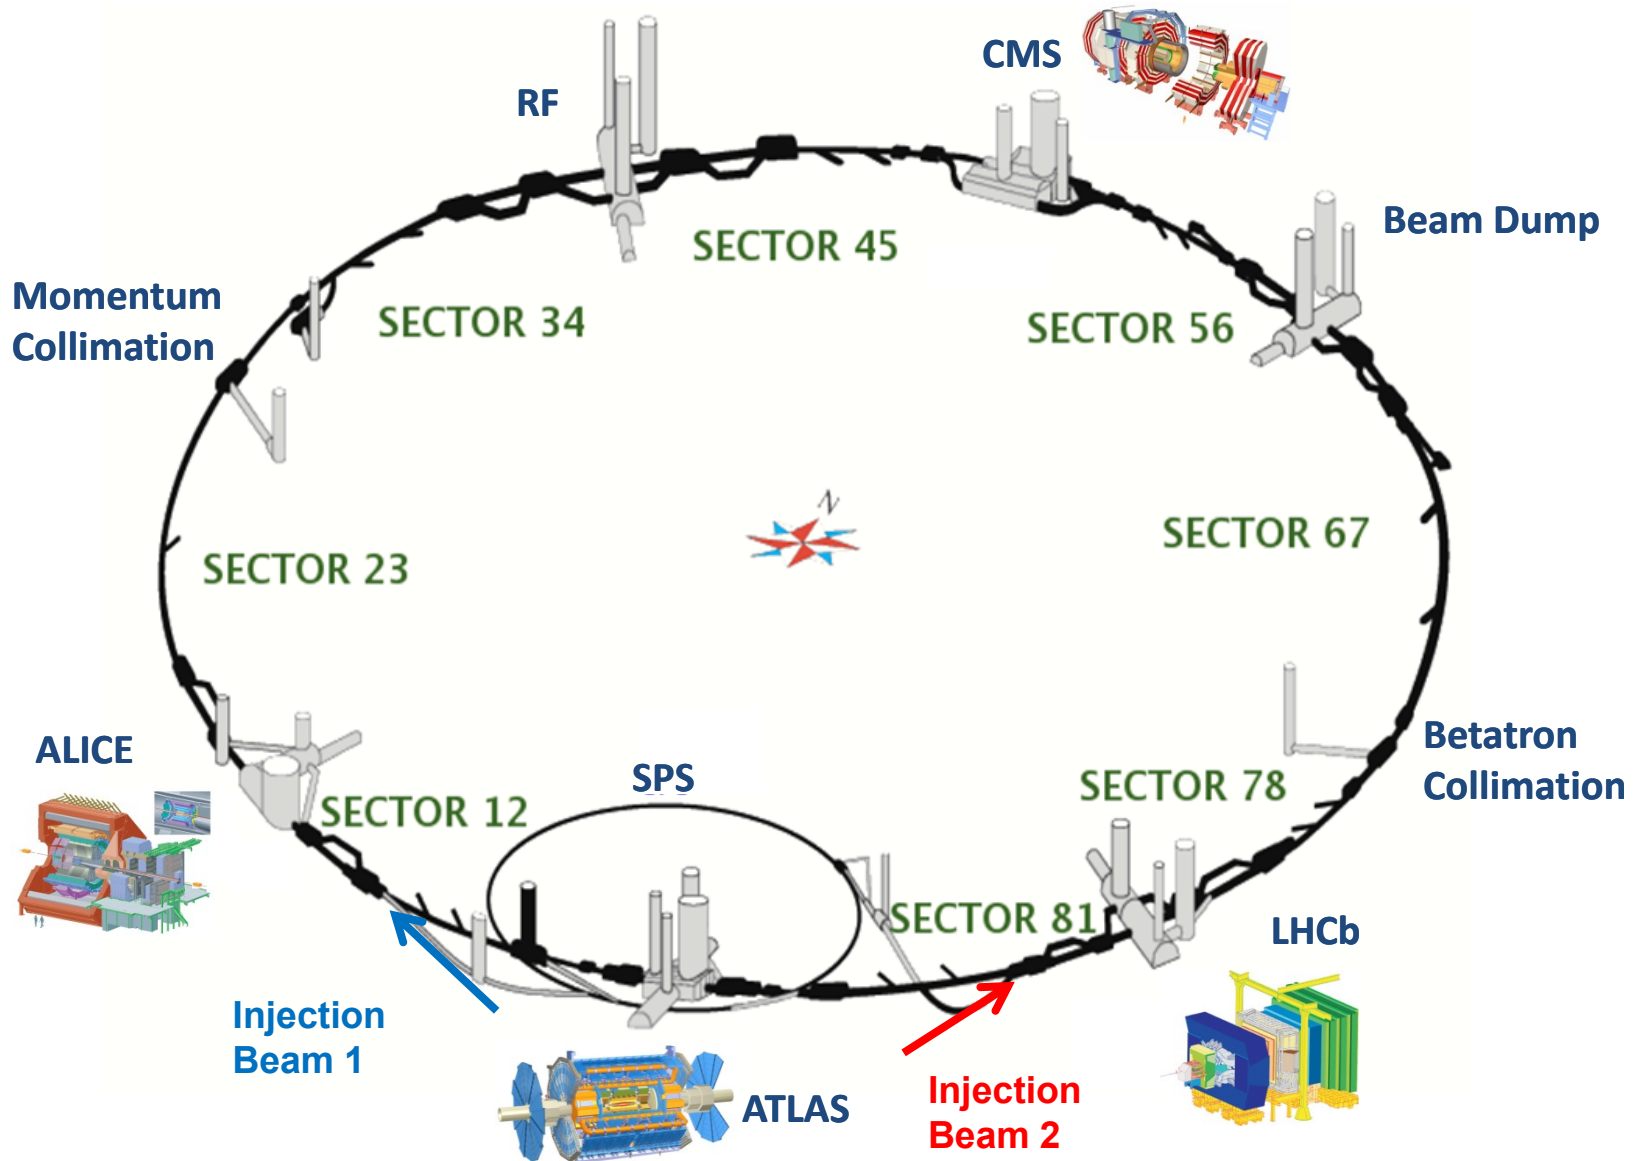 CMS
RF
Beam Dump
SECTOR 45
Momentum
Collimation
SECTOR 34
SECTOR 56
N
SECTOR 67
SECTOR 23
ALICE
SPS
Betatron
Collimation
SECTOR 78
SECTOR 12
SECTOR 81
LHCb
Injection
Beam 1
ATLAS
Injection
Beam 2